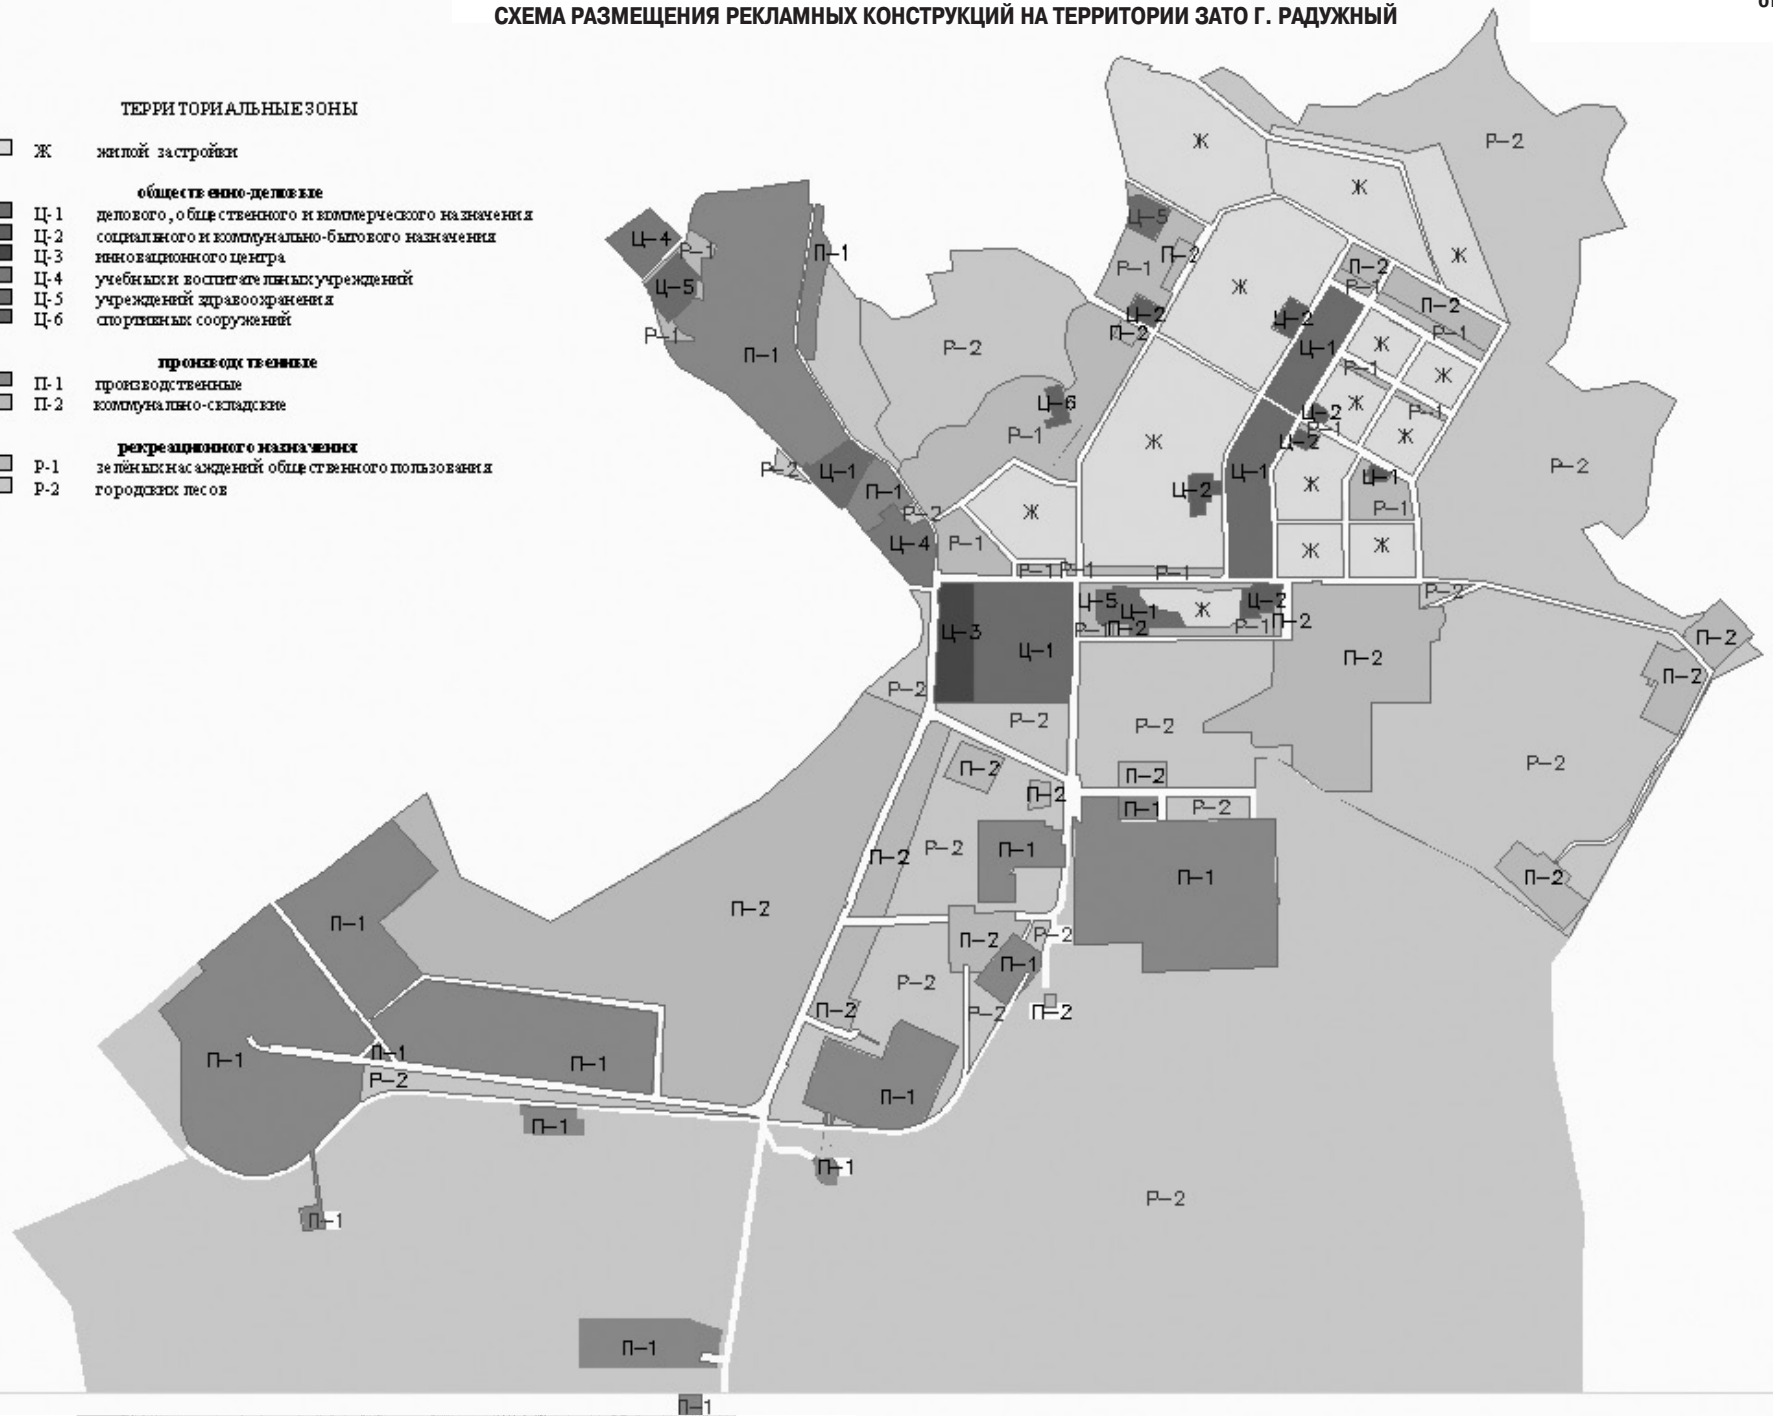 СХЕМА РАЗМЕЩЕНИЯ РЕКЛАМНЫХ КОНСТРУКЦИЙ НА ТЕРРИТОРИИ ЗАТО Г. РАДУЖНЫЙ
ТЕРРИТОРИАЛЬНЫЕ ЗОНЫ
Ж жилой застройки
общественно-деловые
Ц-1 делового, общественного и коммерческого назначения
Ц-2 социального и коммунально-бытового назначения
Ц-3 инновационного центра
Ц-4 учебных и воспитательных учреждений
Ц-5 учреждений здравоохранения
Ц-6 спортивных сооружений
производственные
П-1 производственные
П-2 коммунально-складские
рекреационного назначения
Р-1 зелёных насаждений общественного пользования
Р-2 городских лесов
Ж
Р-2
Ж
Ц-5
Ц-4
Р-1
П-1
Р-1
П-2
Ж
П-2
Ц-5
Ж
Р-1
П-2
Р-1
Ц-2
П-2
Ц-2
Р-1
П-1
Р-2
Ц-1
Ж
Р-1
Ж
Ц-6
Ж
Р-1
Ц-2
Р-1
Р-1
Ж
Ц-2
Ж
Р-2
Ц-1
Ц-1
Ц-1
Р-2
П-1
Ц-2
Ж
Р-1
Р-2
Ж
Ц-4
Р-1
Ж
Ж
Р-1
Р-1
Р-1
Р-2
Ц-5
Ц-1
Ж
Ц-2
П-2
Ц-3
Р-1
П-2
Р-1
П-2
Ц-1
П-2
П-2
Р-2
Р-2
Р-2
Р-2
П-2
П-2
П-2
П-1
Р-2
П-2
Р-2
П-1
П-1
П-2
П-2
П-1
П-2
Р-2
П-1
Р-2
П-2
Р-2
П-2
П-1
П-1
П-1
Р-2
П-1
П-1
П-1
Р-2
П-1
П-1
П-1